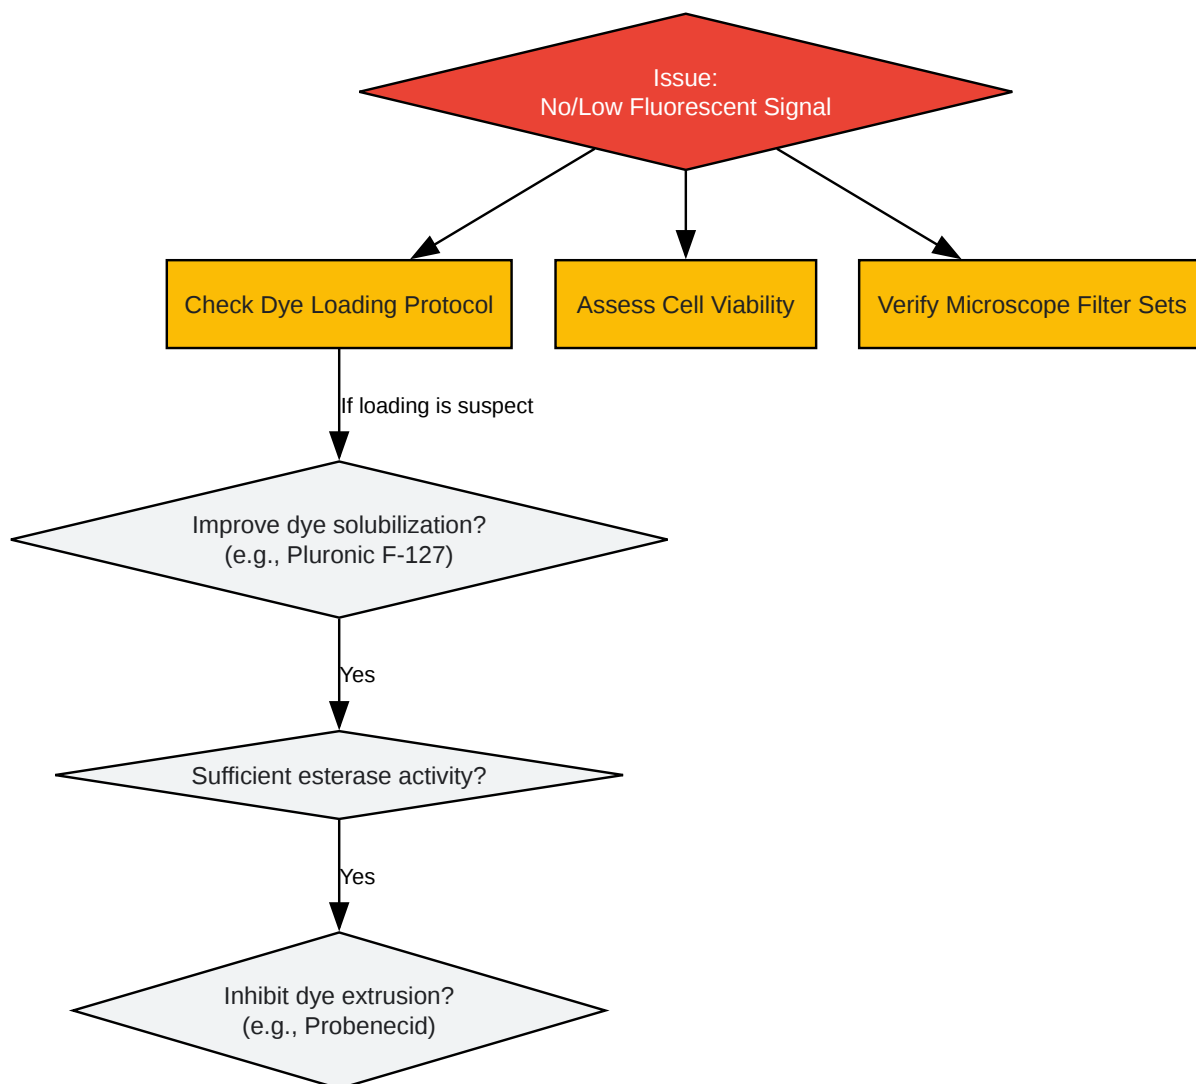 Issue:
No/Low Fluorescent Signal
Check Dye Loading Protocol
Assess Cell Viability
Verify Microscope Filter Sets
If loading is suspect
Improve dye solubilization?
(e.g., Pluronic F-127)
Yes
Sufficient esterase activity?
Yes
Inhibit dye extrusion?
(e.g., Probenecid)